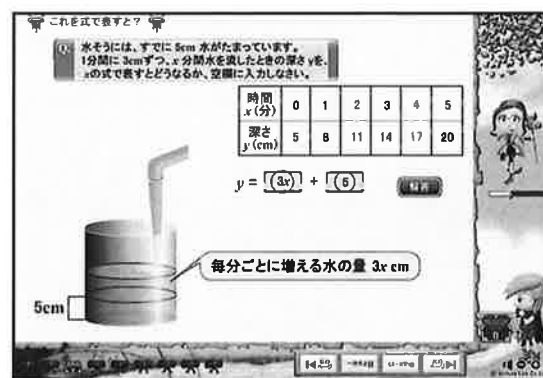 これを式で表すと？
Q 水そうには、すでに 5cm 水がたまっています。
1分間に 3cmずつ、x 分間水を流したときの深さ yを、
xの式で表すとどうなるか、空欄に入力しなさい。
時間 x(分) 0 1 2 3 4 5
深さ y(cm) 5 8 11 14 17 20
y = (3x) + (5)
毎分ごとに増える水の量 3x cm
5cm